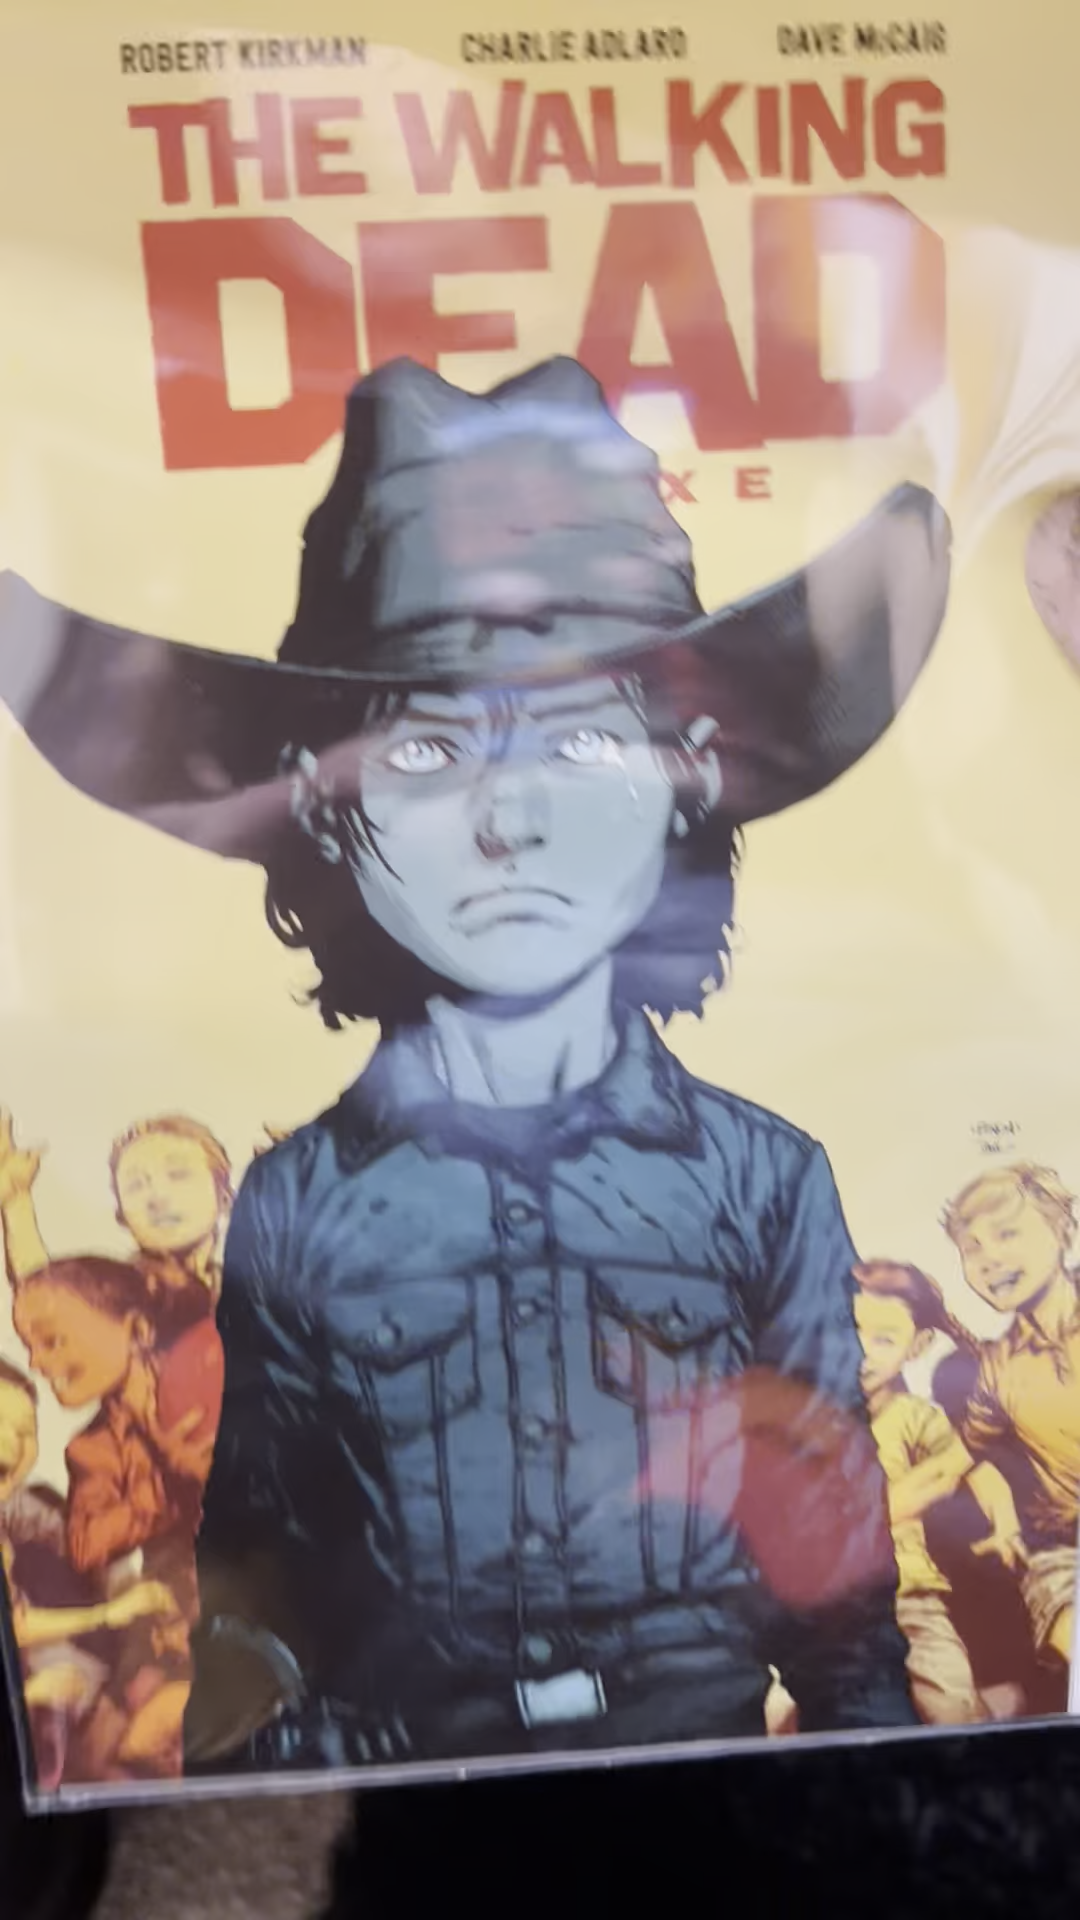 ROBERT KIRKMAN CHARLIE ADLARD DAVE McCAIG
THE WALKING
DEAD
X E